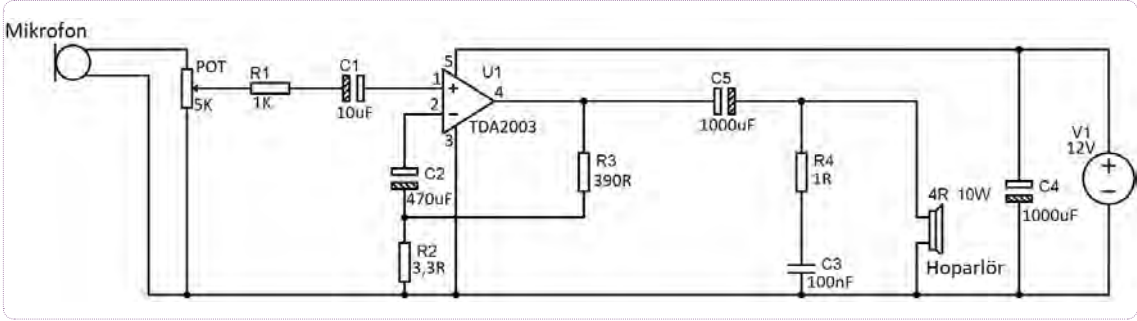 Mikrofon
POT
5K
R1
1K
C1
10uF
1
2
3
4
5
+
−
U1
TDA2003
C2
470uF
R2
3,3R
R3
390R
C5
1000uF
R4
1R
C3
100nF
4R 10W
Hoparlör
C4
1000uF
V1
12V
+
−